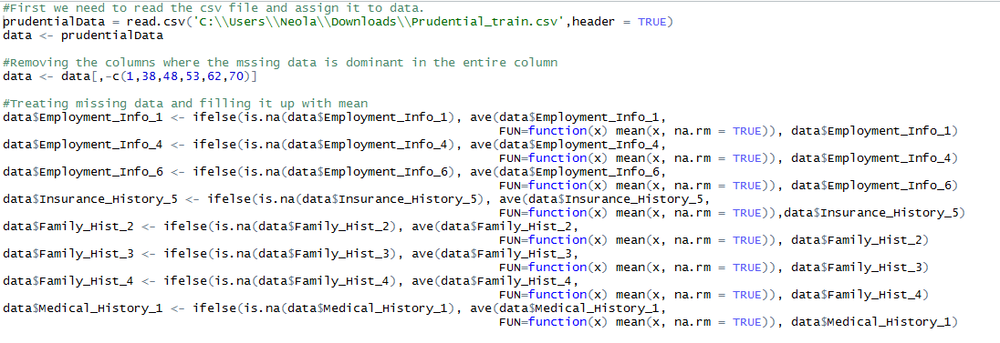 #First we need to read the csv file and assign it to data.
prudentialData = read.csv('C:\\Users\\Neola\\Downloads\\Prudential_train.csv',header = TRUE)
data <- prudentialData
#Removing the columns where the mssing data is dominant in the entire column
data <- data[,-c(1,38,48,53,62,70)]
#Treating missing data and filling it up with mean
data$Employment_Info_1 <- ifelse(is.na(data$Employment_Info_1), ave(data$Employment_Info_1,
FUN=function(x) mean(x, na.rm = TRUE)), data$Employment_Info_1)
data$Employment_Info_4 <- ifelse(is.na(data$Employment_Info_4), ave(data$Employment_Info_4,
FUN=function(x) mean(x, na.rm = TRUE)), data$Employment_Info_4)
data$Employment_Info_6 <- ifelse(is.na(data$Employment_Info_6), ave(data$Employment_Info_6,
FUN=function(x) mean(x, na.rm = TRUE)), data$Employment_Info_6)
data$Insurance_History_5 <- ifelse(is.na(data$Insurance_History_5), ave(data$Insurance_History_5,
FUN=function(x) mean(x, na.rm = TRUE)),data$Insurance_History_5)
data$Family_Hist_2 <- ifelse(is.na(data$Family_Hist_2), ave(data$Family_Hist_2,
FUN=function(x) mean(x, na.rm = TRUE)), data$Family_Hist_2)
data$Family_Hist_3 <- ifelse(is.na(data$Family_Hist_3), ave(data$Family_Hist_3,
FUN=function(x) mean(x, na.rm = TRUE)), data$Family_Hist_3)
data$Family_Hist_4 <- ifelse(is.na(data$Family_Hist_4), ave(data$Family_Hist_4,
FUN=function(x) mean(x, na.rm = TRUE)), data$Family_Hist_4)
data$Medical_History_1 <- ifelse(is.na(data$Medical_History_1), ave(data$Medical_History_1,
FUN=function(x) mean(x, na.rm = TRUE)), data$Medical_History_1)